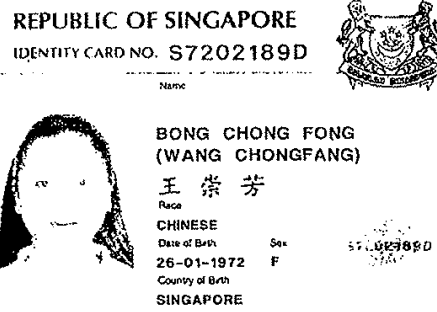 REPUBLIC OF SINGAPORE
IDENTITY CARD NO. S7202189D
Name
BONG CHONG FONG
(WANG CHONGFANG)
王 崇 芳
Race
CHINESE
Date of Birth Sex
26-01-1972 F
Country of Birth
SINGAPORE